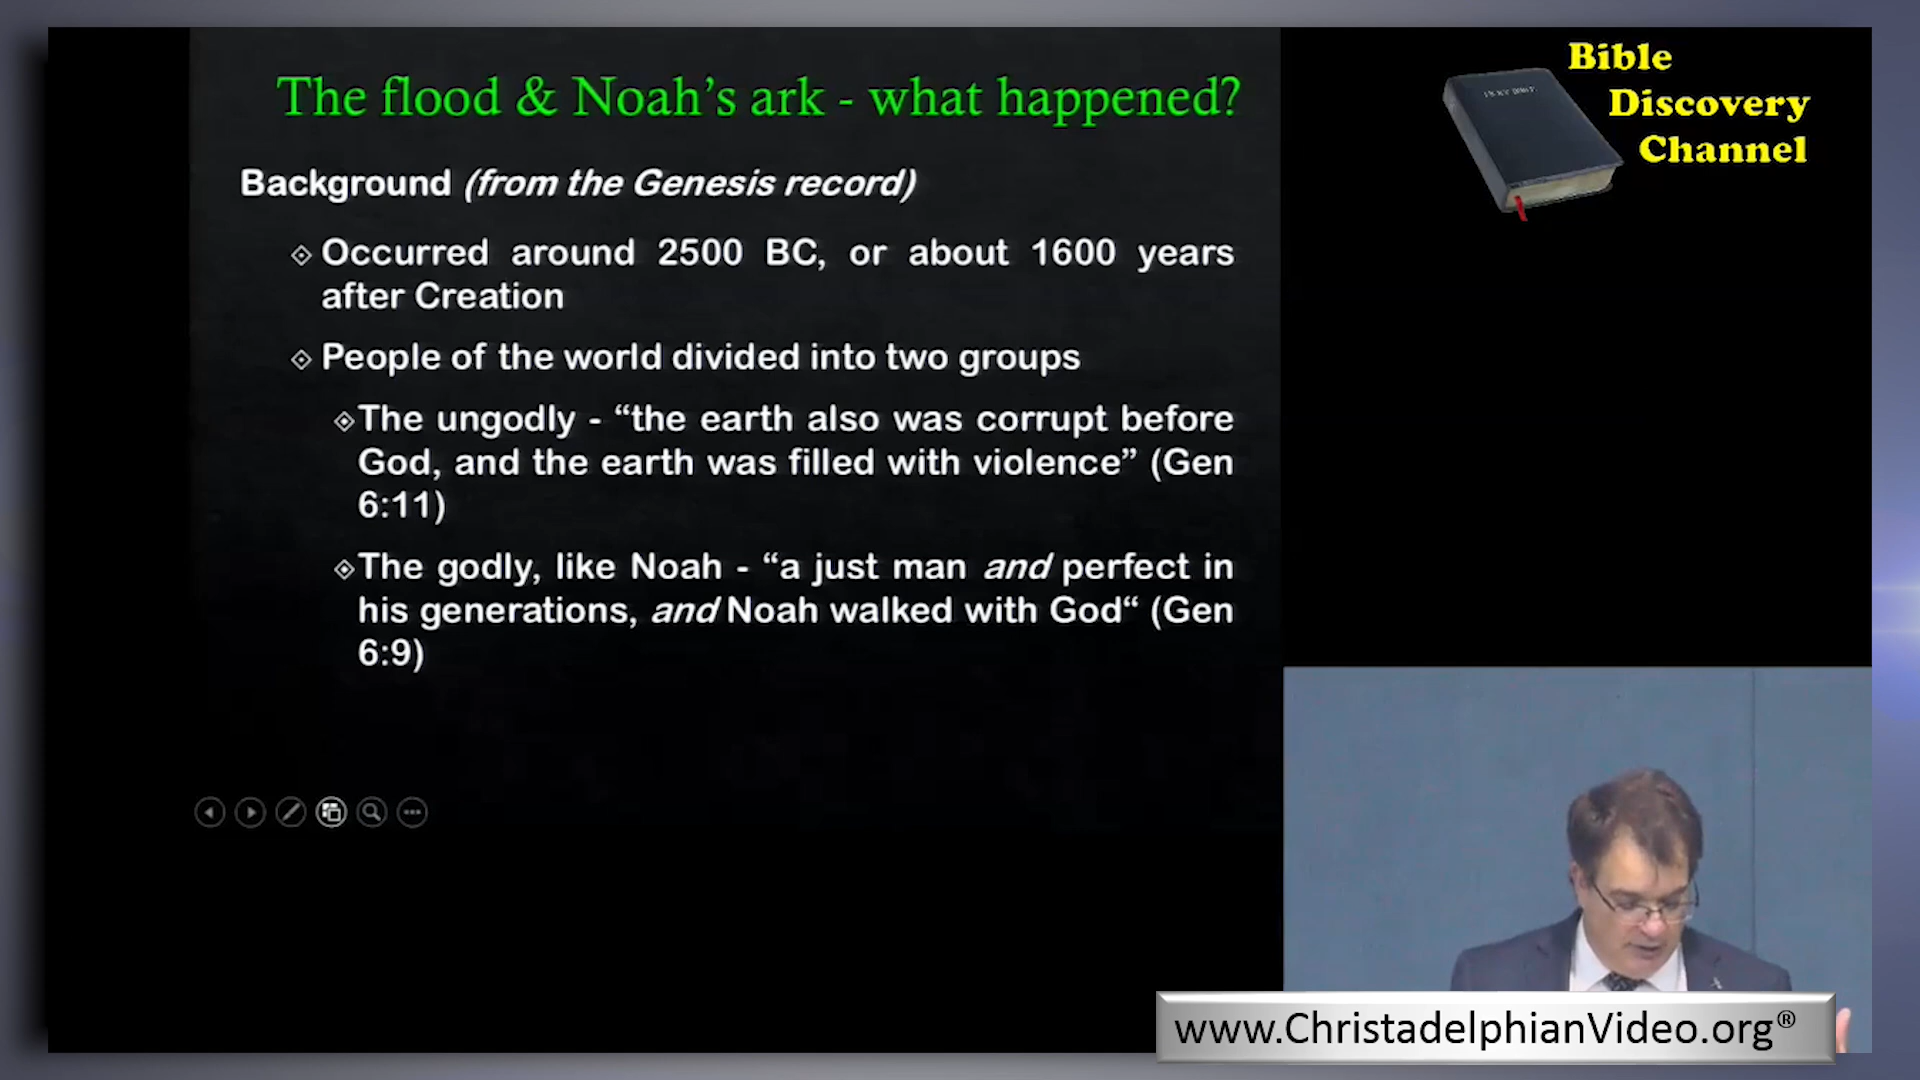 The flood & Noah's ark - what happened?
Background (from the Genesis record)
Occurred around 2500 BC, or about 1600 years
after Creation
People of the world divided into two groups
The ungodly - “the earth also was corrupt before
God, and the earth was filled with violence” (Gen
6:11)
The godly, like Noah - “a just man and perfect in
his generations, and Noah walked with God“ (Gen
6:9)
Bible
Discovery
Channel
www.ChristadelphianVideo.org®